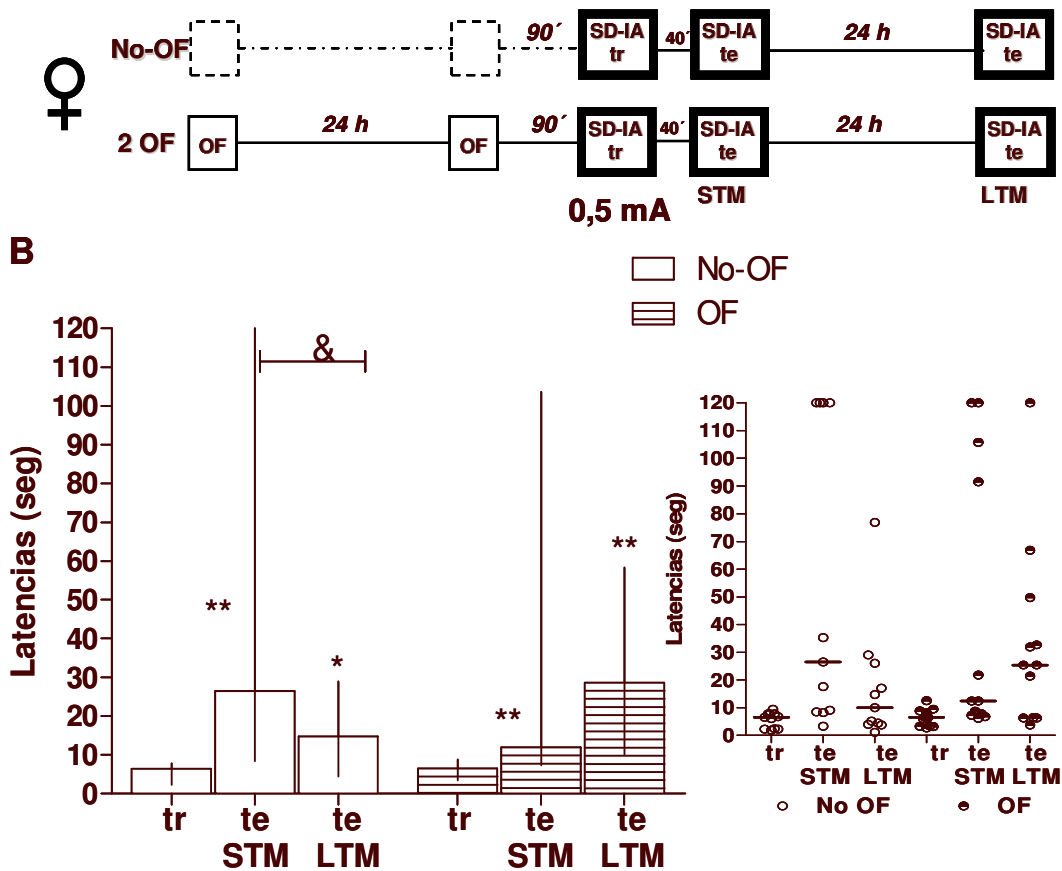 No-OF 90´ SD-IA tr 40´ SD-IA te 24 h SD-IA te
2 OF OF 24 h OF 90´ SD-IA tr 40´ SD-IA te 24 h SD-IA te
0,5 mA STM LTM
B
No-OF
OF
Latencias (seg)
120
110
100
90
80
70
60
50
40
30
20
10
0
&
** * ** **
tr te te tr te te
STM LTM STM LTM
Latencias (seg)
120
110
100
90
80
70
60
50
40
30
20
10
0
tr te te tr te te
STM LTM STM LTM
No OF OF